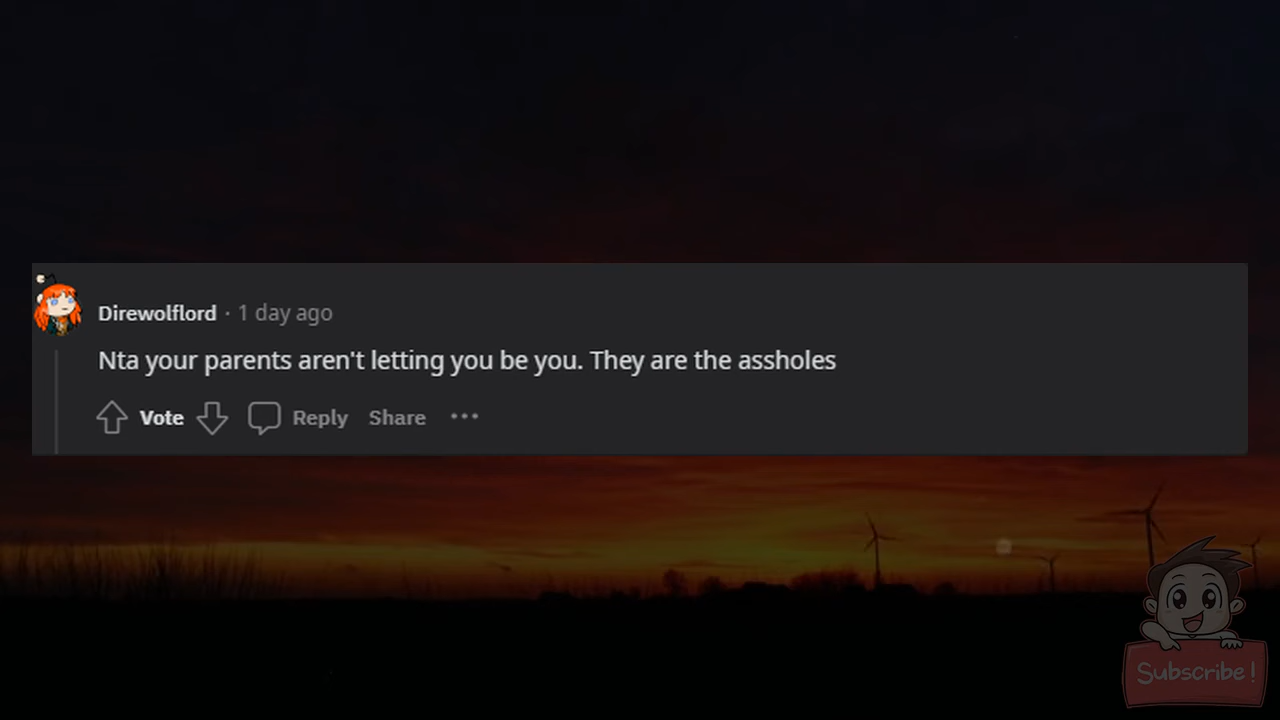 Direwolflord · 1 day ago
Nta your parents aren't letting you be you. They are the assholes
Vote Reply Share ...
Subscribe!